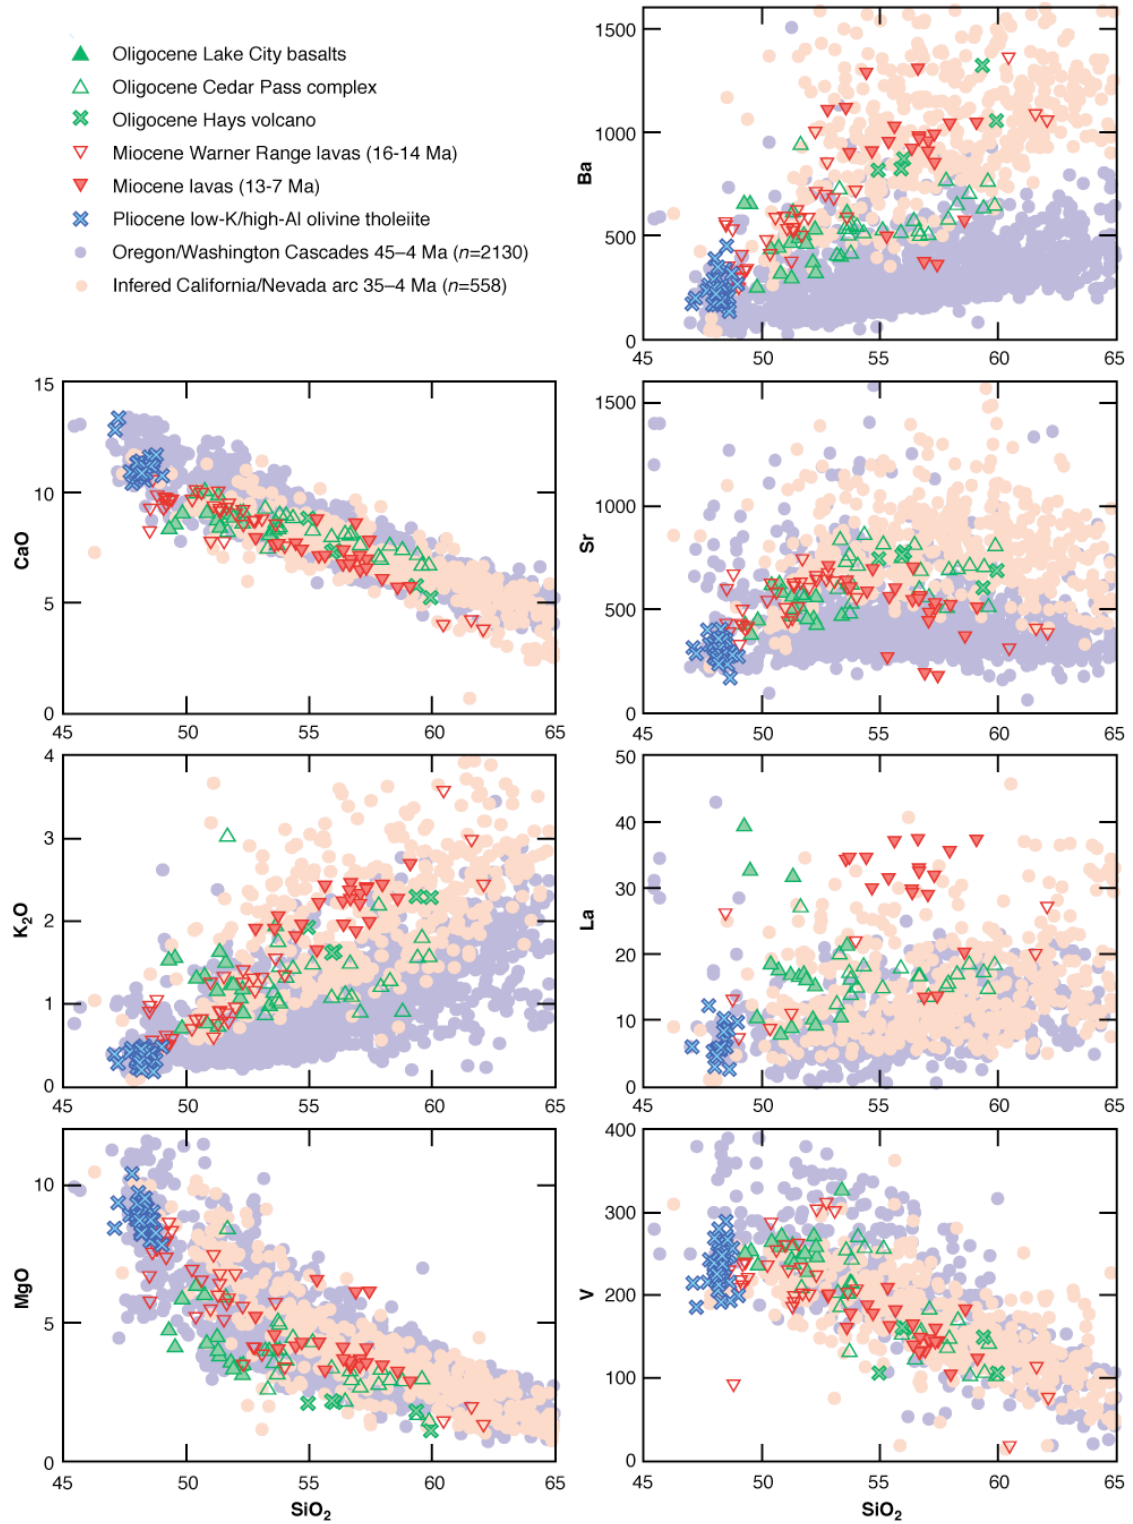 Oligocene Lake City basalts
Oligocene Cedar Pass complex
Oligocene Hays volcano
Miocene Warner Range lavas (16-14 Ma)
Miocene lavas (13-7 Ma)
Pliocene low-K/high-Al olivine tholeiite
Oregon/Washington Cascades 45–4 Ma (n=2130)
Infered California/Nevada arc 35–4 Ma (n=558)
1500
1000
500
0
Ba
45 50 55 60 65
15
10
5
0
CaO
45 50 55 60 65
1500
1000
500
0
Sr
45 50 55 60 65
4
3
2
1
0
K2O
45 50 55 60 65
50
40
30
20
10
0
La
45 50 55 60 65
10
5
0
MgO
45 50 55 60 65
SiO2
400
300
200
100
0
V
45 50 55 60 65
SiO2